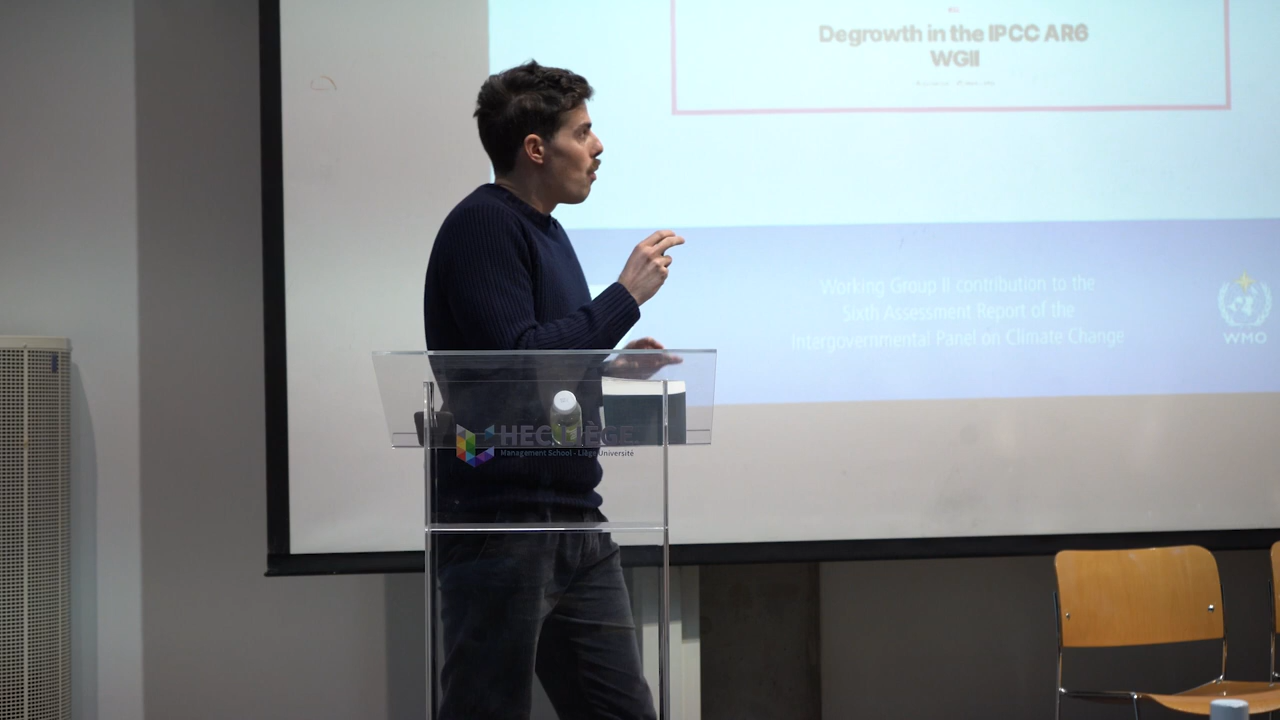 Degrowth in the IPCC AR6
WGII
Working Group II contribution to the
Sixth Assessment Report of the
Intergovernmental Panel on Climate Change
WMO
HEC LIÈGE
Management School - Liège Université